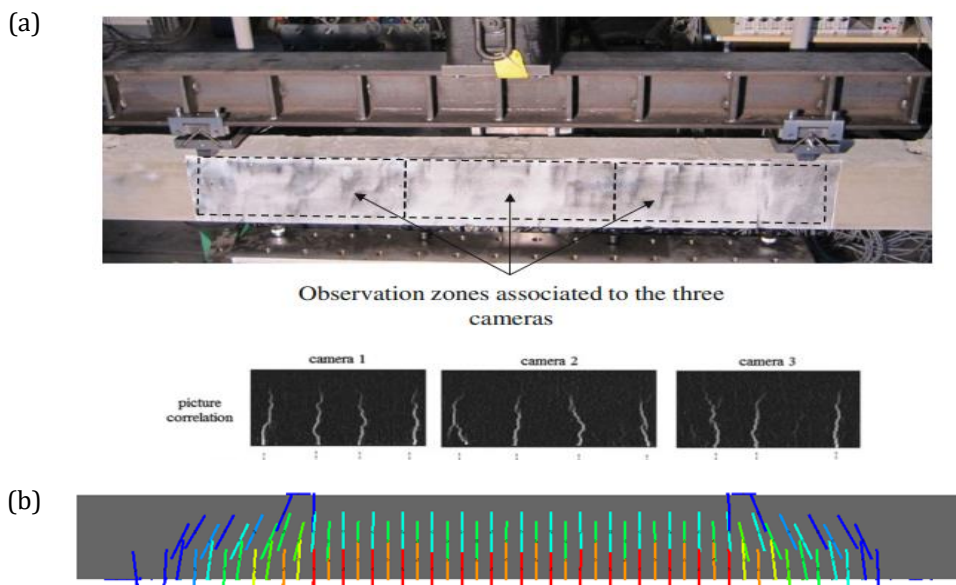 (a)
Observation zones associated to the three
cameras
camera 1
camera 2
camera 3
picture
correlation
(b)